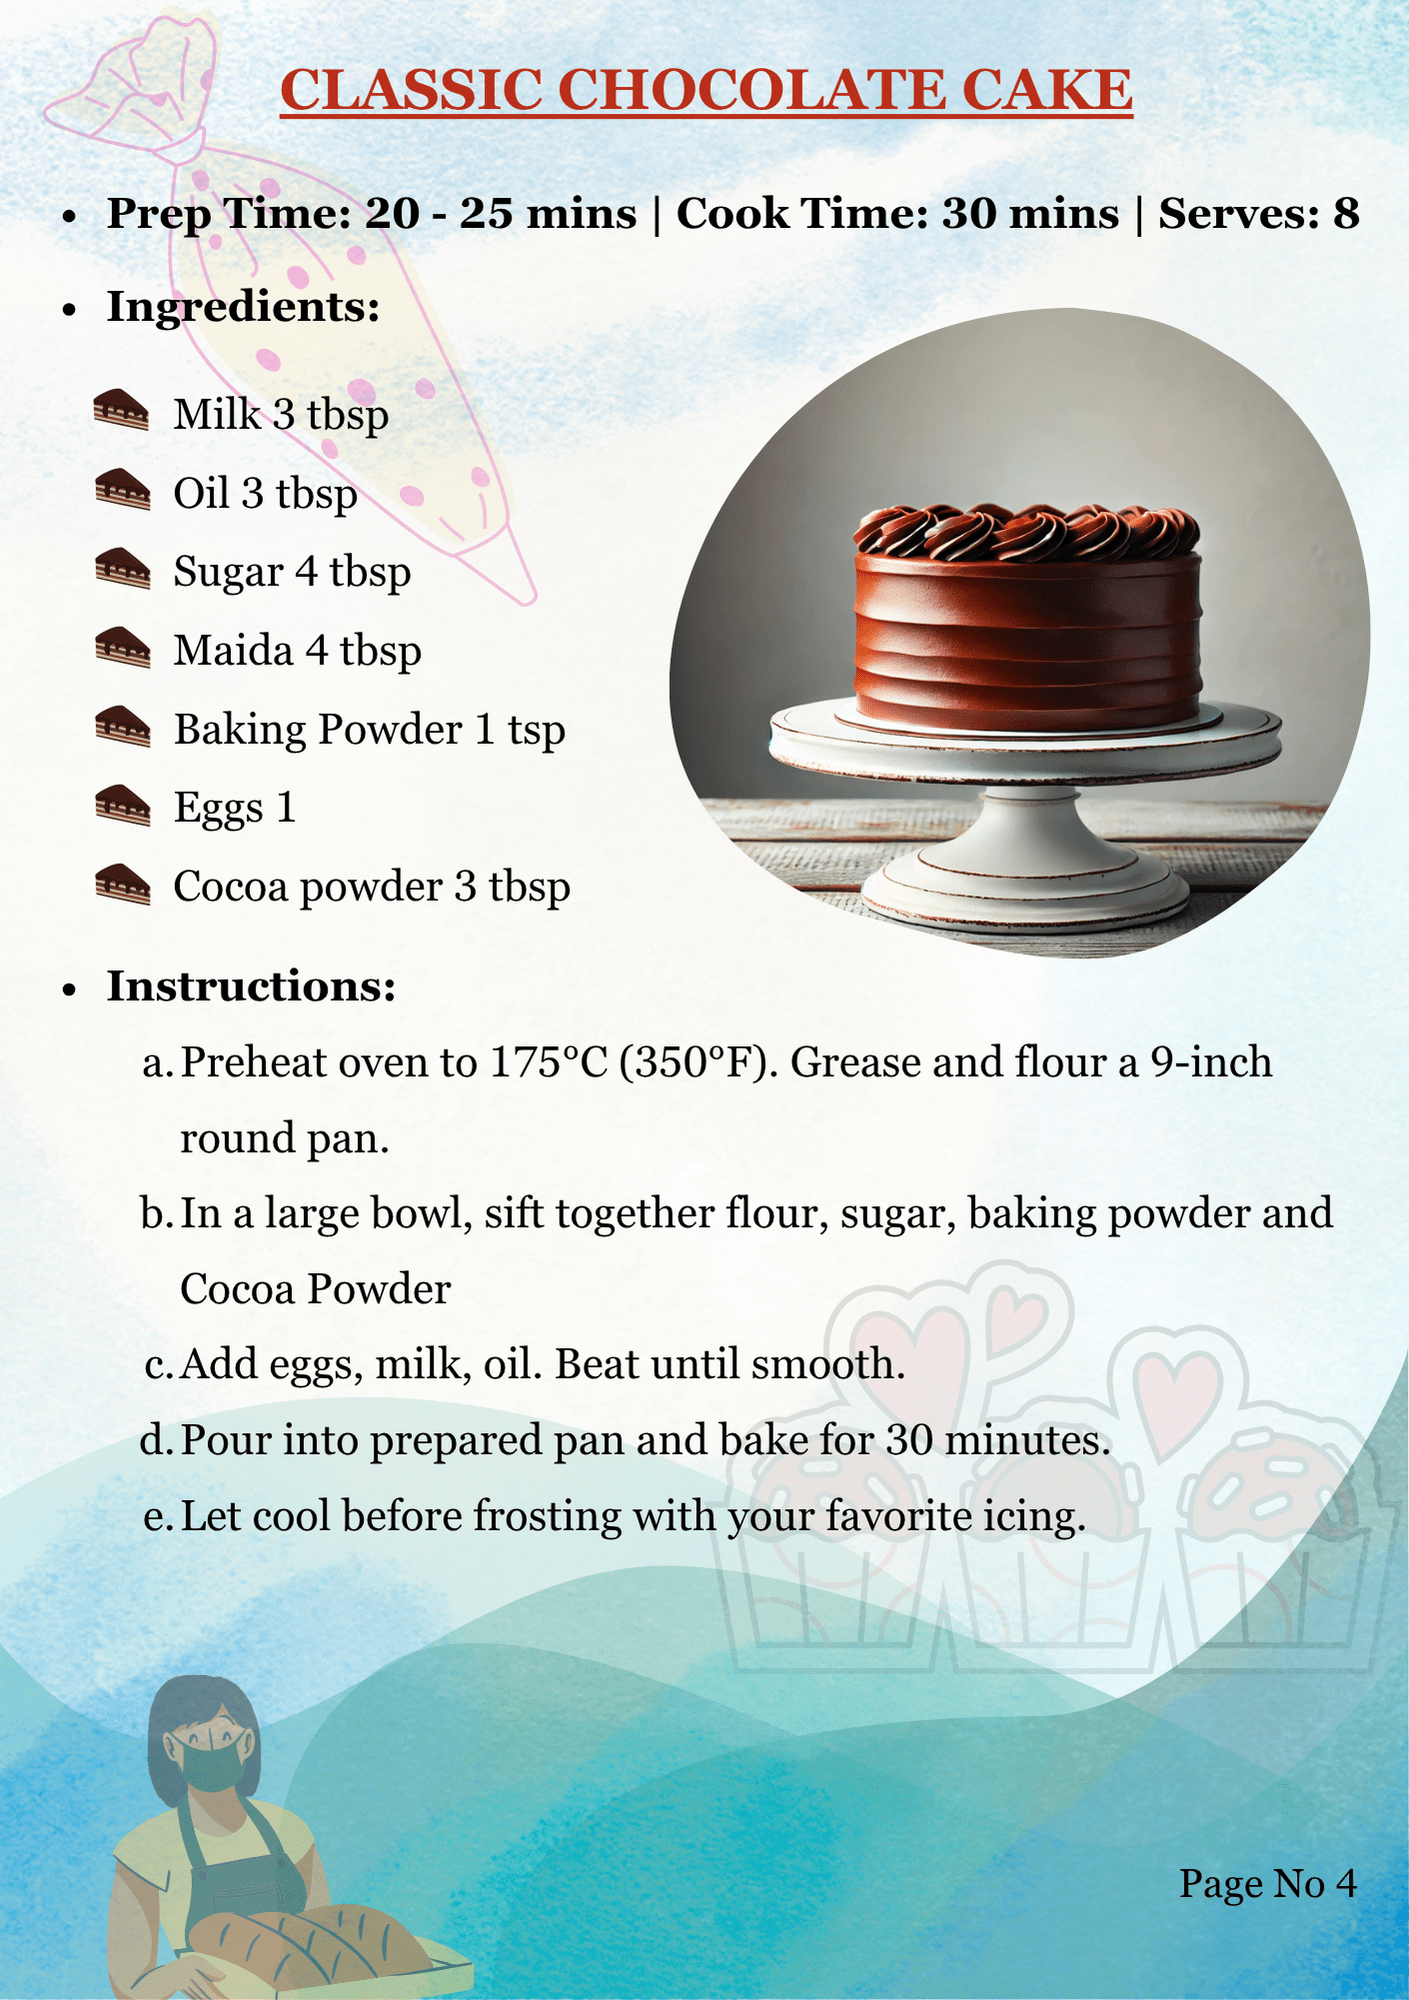 CLASSIC CHOCOLATE CAKE
• Prep Time: 20 - 25 mins | Cook Time: 30 mins | Serves: 8
• Ingredients:
Milk 3 tbsp
Oil 3 tbsp
Sugar 4 tbsp
Maida 4 tbsp
Baking Powder 1 tsp
Eggs 1
Cocoa powder 3 tbsp
• Instructions:
a. Preheat oven to 175°C (350°F). Grease and flour a 9-inch
round pan.
b. In a large bowl, sift together flour, sugar, baking powder and
Cocoa Powder
c. Add eggs, milk, oil. Beat until smooth.
d. Pour into prepared pan and bake for 30 minutes.
e. Let cool before frosting with your favorite icing.
Page No 4